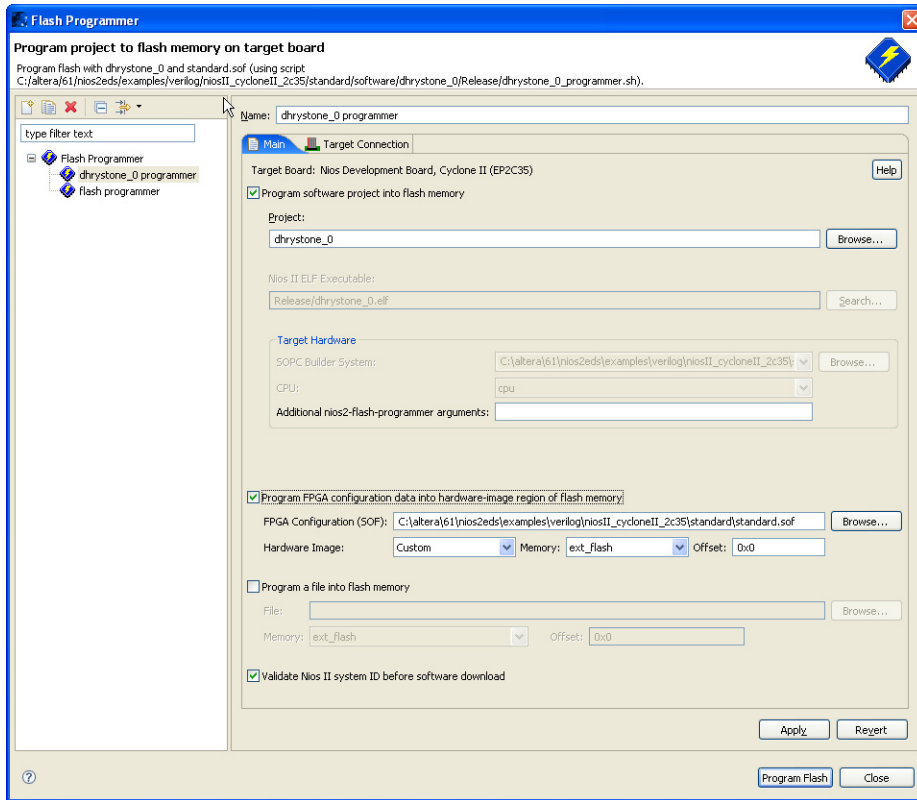 Flash Programmer
Program project to flash memory on target board
Program flash with dhrystone_0 and standard.sof (using script
C:/altera/61/nios2eds/examples/verilog/niosII_cycloneII_2c35/standard/software/dhrystone_0/Release/dhrystone_0_programmer.sh).
type filter text
Flash Programmer
dhrystone_0 programmer
flash programmer
Name: dhrystone_0 programmer
Main Target Connection
Target Board: Nios Development Board, Cyclone II (EP2C35) Help
Program software project into flash memory
Project:
dhrystone_0 Browse...
Nios II ELF Executable:
Release/dhrystone_0.elf Search...
Target Hardware
SOPC Builder System: C:\altera\61\nios2eds\examples\verilog\niosII_cycloneII_2c35\ Browse...
CPU: cpu
Additional nios2-flash-programmer arguments:
Program FPGA configuration data into hardware-image region of flash memory
FPGA Configuration (SOF): C:\altera\61\nios2eds\examples\verilog\niosII_cycloneII_2c35\standard\standard.sof Browse...
Hardware Image: Custom Memory: ext_flash Offset: 0x0
Program a file into flash memory
File: Browse...
Memory: ext_flash Offset: 0x0
Validate Nios II system ID before software download
Apply Revert
? Program Flash Close